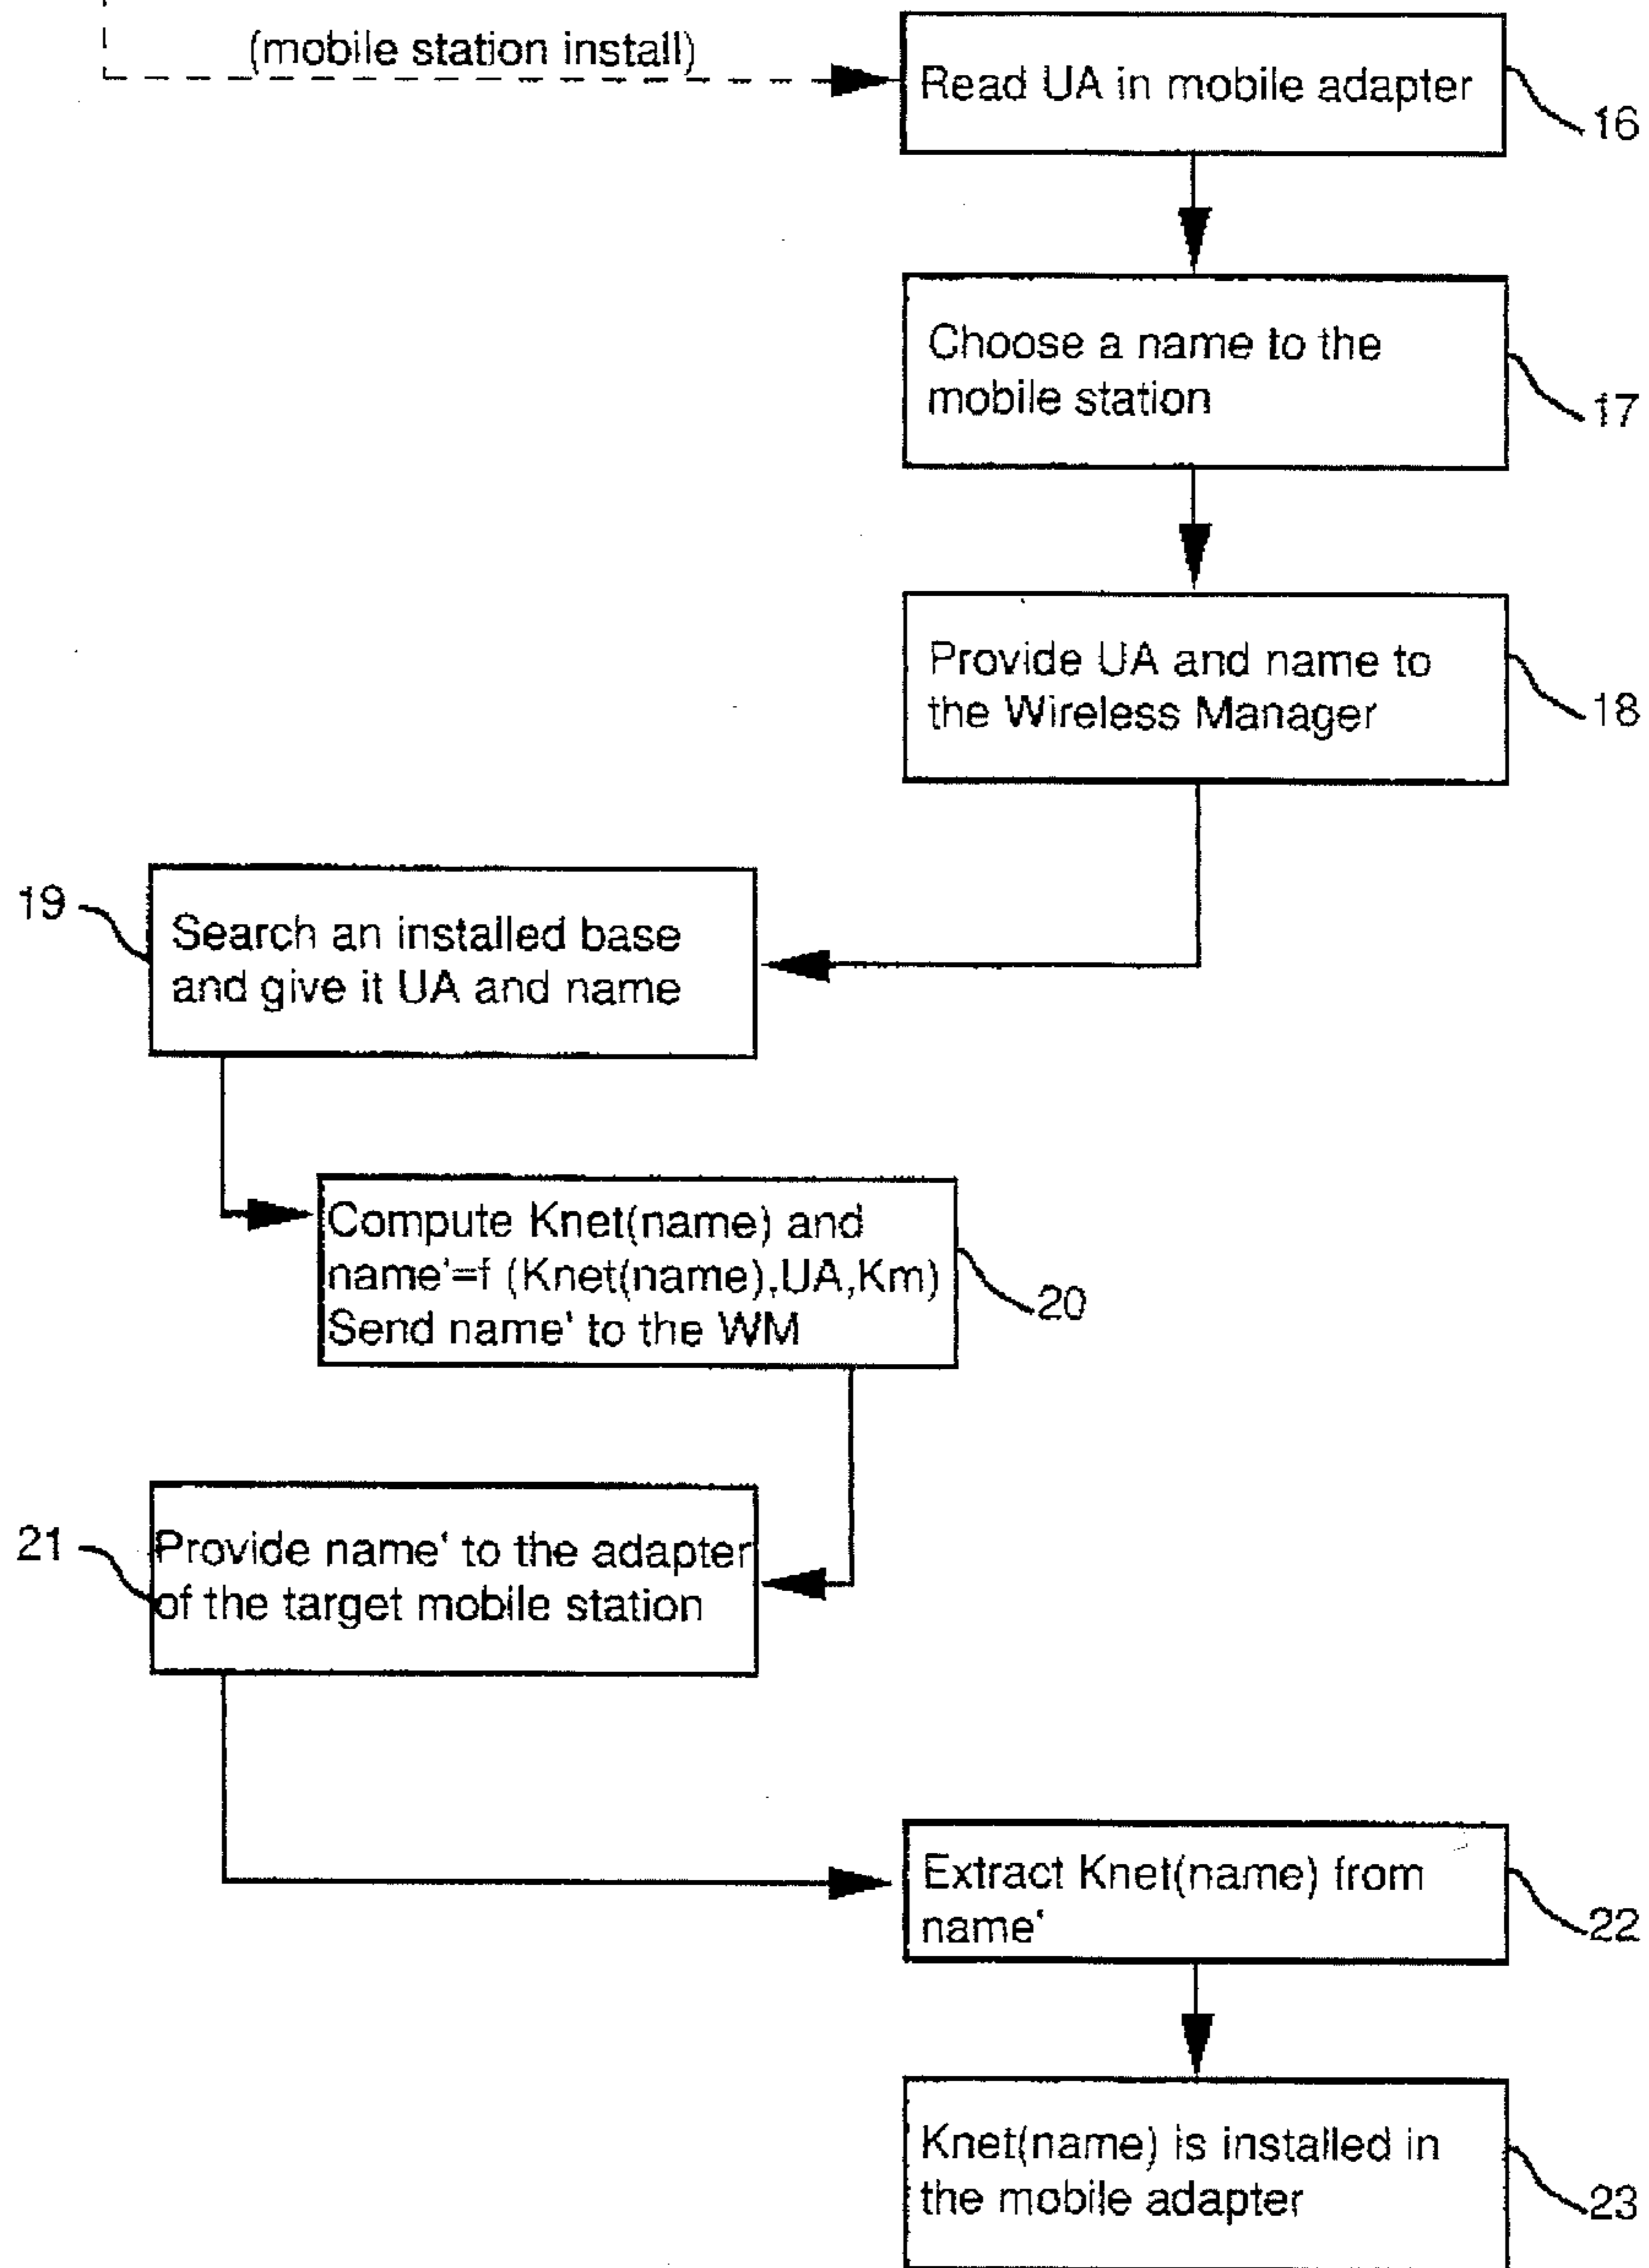 (mobile station install)
Read UA in mobile adapter
16
Choose a name to the
mobile station
17
Provide UA and name to
the Wireless Manager
18
19
Search an installed base
and give it UA and name
Compute Knet(name) and
name'=f (Knet(name),UA,Km)
Send name' to the WM
20
21
Provide name' to the adapter
of the target mobile station
Extract Knet(name) from
name'
22
Knet(name) is installed in
the mobile adapter
23